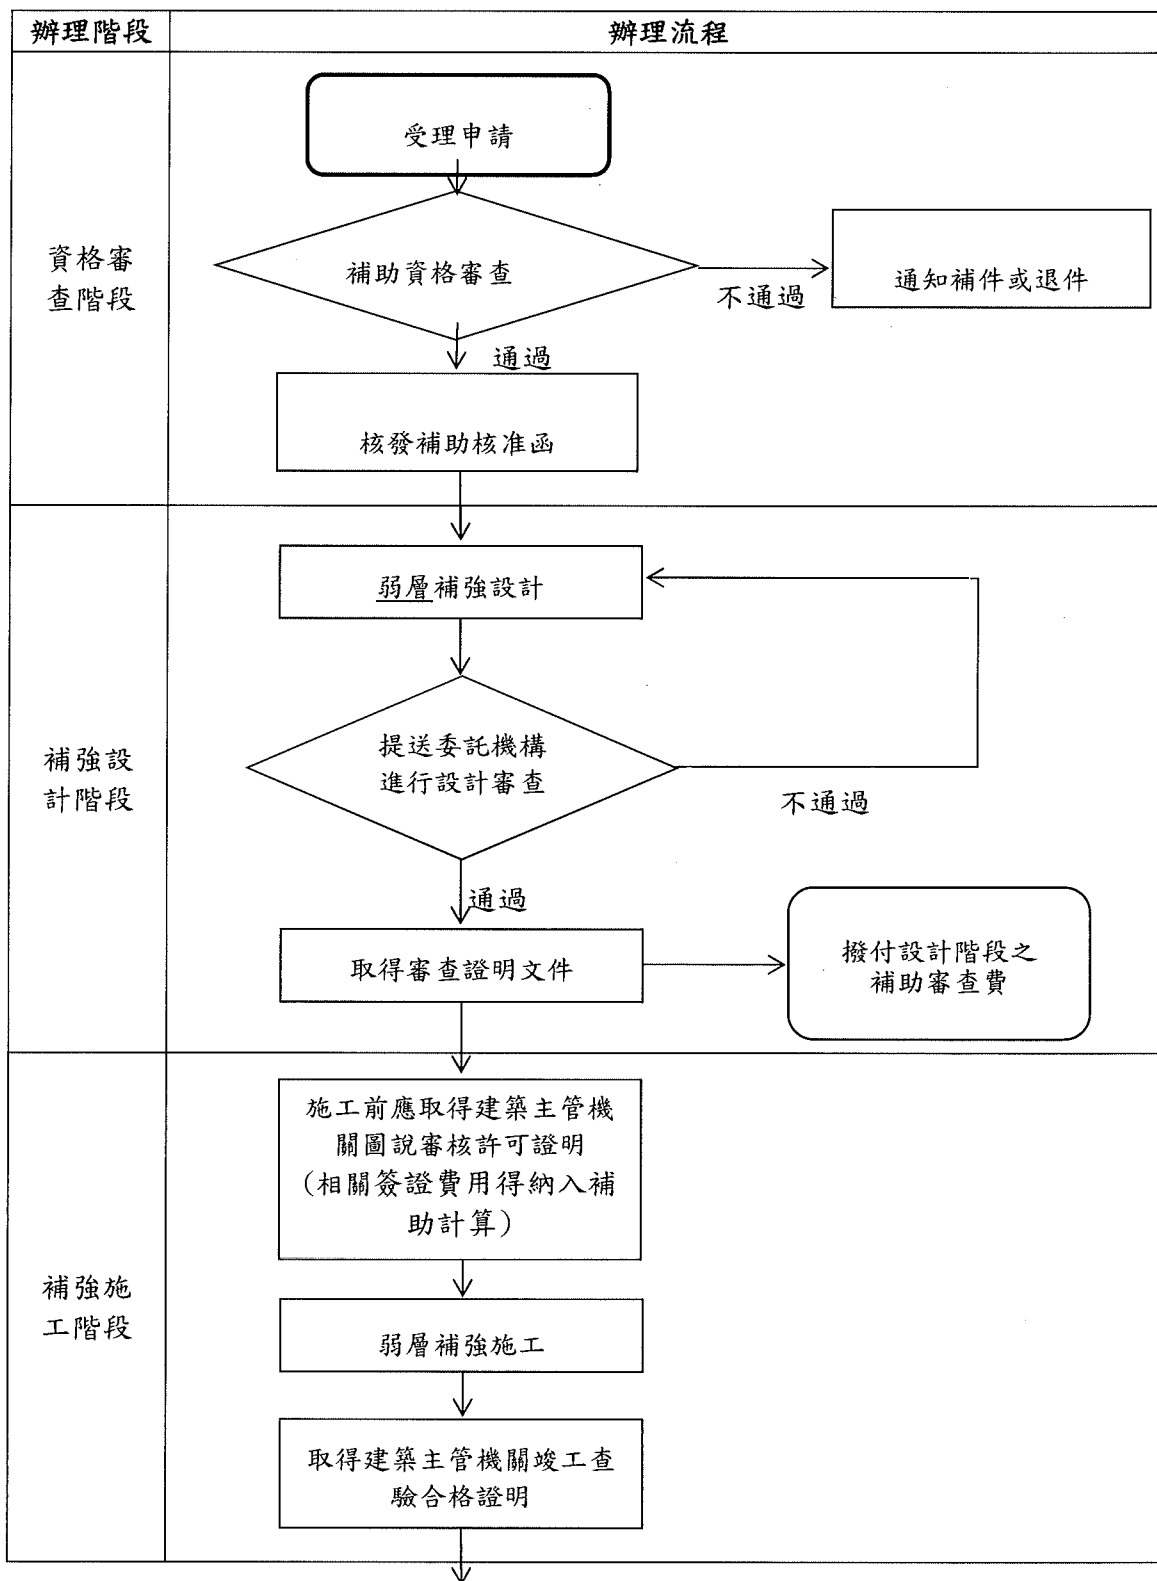 辦理階段
辦理流程
資格審
查階段
受理申請
補助資格審查
不通過
通知補件或退件
通過
核發補助核准函
補強設
計階段
弱層補強設計
提送委託機構
進行設計審查
不通過
通過
取得審查證明文件
撥付設計階段之
補助審查費
補強施
工階段
施工前應取得建築主管機
關圖說審核許可證明
(相關簽證費用得納入補
助計算)
弱層補強施工
取得建築主管機關竣工查
驗合格證明